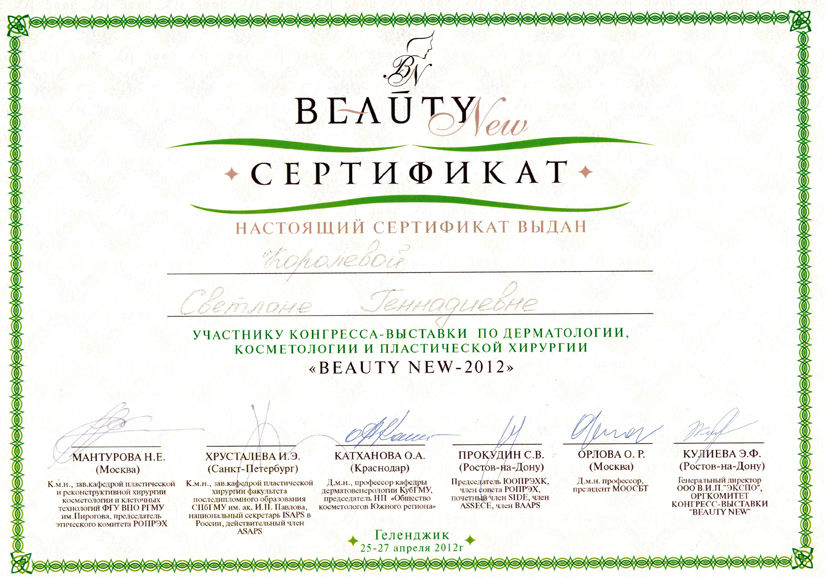 BN
BEAUTY New
СЕРТИФИКАТ
НАСТОЯЩИЙ СЕРТИФИКАТ ВЫДАН
Королевой
Светлане Геннадиевне
УЧАСТНИКУ КОНГРЕССА-ВЫСТАВКИ ПО ДЕРМАТОЛОГИИ,
КОСМЕТОЛОГИИ И ПЛАСТИЧЕСКОЙ ХИРУРГИИ
«BEAUTY NEW-2012»
МАНТУРОВА Н.Е.
(Москва)
К.м.н., зав.кафедрой пластической
и реконструктивной хирургии
косметологии и клеточных
технологий ФГУ ВПО РГМУ
им.Пирогова, председатель
этического комитета РОПРЭХ
ХРУСТАЛЕВА И.Э.
(Санкт-Петербург)
К.м.н., зав.кафедрой пластической
хирургии факультета
последипломного образования
СПбГМУ им. ак. И.П. Павлова,
национальный секретарь ISAPS в
России, действительный член
ASAPS
КАТХАНОВА О.А.
(Краснодар)
Д.м.н., профессор кафедры
дерматовенерологии КубГМУ,
председатель НП «Общество
косметологов Южного региона»
ПРОКУДИН С.В.
(Ростов-на-Дону)
Председатель ЮОПРЭХК,
член совета РОПРЭХ,
почетный член SIDE, член
ASSECE, член BAAPS
ОРЛОВА О. Р.
(Москва)
Д.м.н. профессор,
президент МООСБТ
КУЛИЕВА Э.Ф.
(Ростов-на-Дону)
Генеральный директор
ООО В.И.П."ЭКСПО",
ОРГКОМИТЕТ
КОНГРЕСС-ВЫСТАВКИ
"BEAUTY NEW"
Геленджик
25-27 апреля 2012г